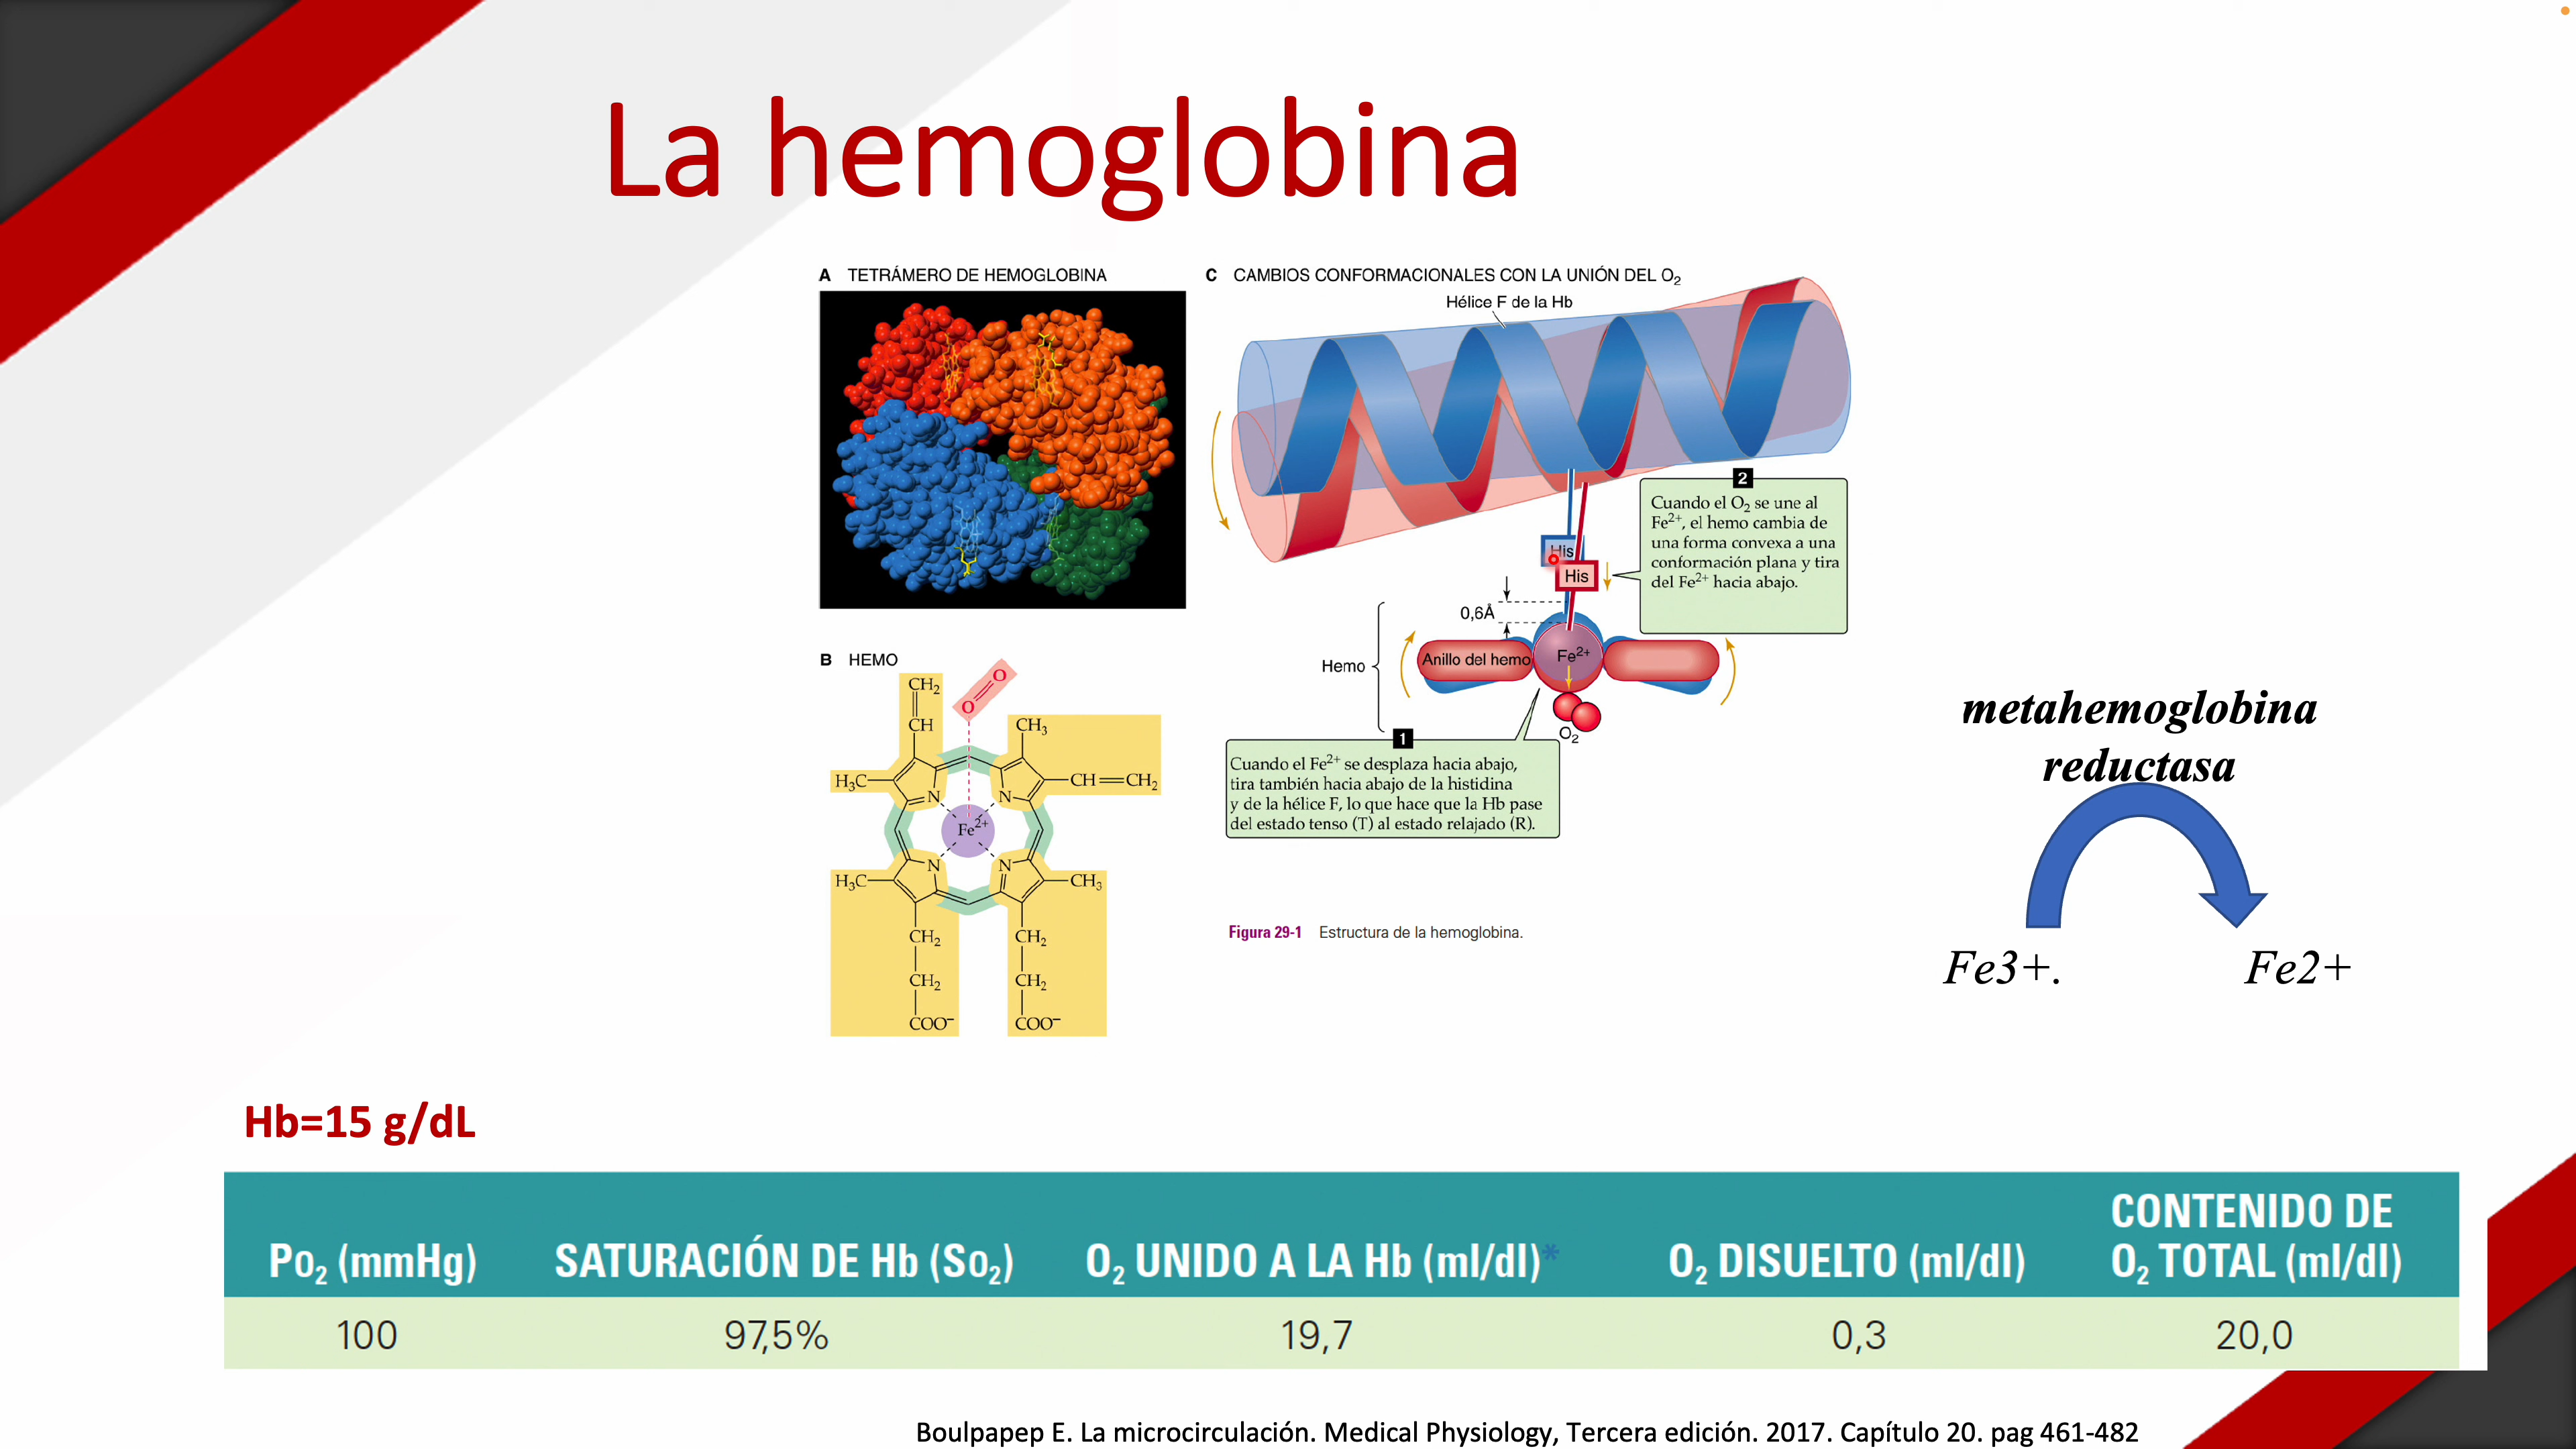 La hemoglobina
A TETRÁMERO DE HEMOGLOBINA
C CAMBIOS CONFORMACIONALES CON LA UNIÓN DEL O₂
Hélice F de la Hb
2
Cuando el O₂ se une al
Fe²⁺, el hemo cambia de
una forma convexa a una
conformación plana y tira
del Fe²⁺ hacia abajo.
His
His
0,6Å
Hemo
Anillo del hemo
Fe²⁺
O₂
1
Cuando el Fe²⁺ se desplaza hacia abajo,
tira también hacia abajo de la histidina
y de la hélice F, lo que hace que la Hb pase
del estado tenso (T) al estado relajado (R).
B HEMO
CH₂
O
O
CH
CH₃
H₃C
CH
CH₂
N
N
Fe²⁺
N
N
H₃C
CH₃
CH₂
CH₂
CH₂
CH₂
COO⁻
COO⁻
Figura 29-1 Estructura de la hemoglobina.
metahemoglobina
reductasa
Fe3+.
Fe2+
Hb=15 g/dL
Po₂ (mmHg)
SATURACIÓN DE Hb (So₂)
O₂ UNIDO A LA Hb (ml/dl)*
O₂ DISUELTO (ml/dl)
CONTENIDO DE
O₂ TOTAL (ml/dl)
100
97,5%
19,7
0,3
20,0
Boulpapep E. La microcirculación. Medical Physiology, Tercera edición. 2017. Capítulo 20. pag 461-482